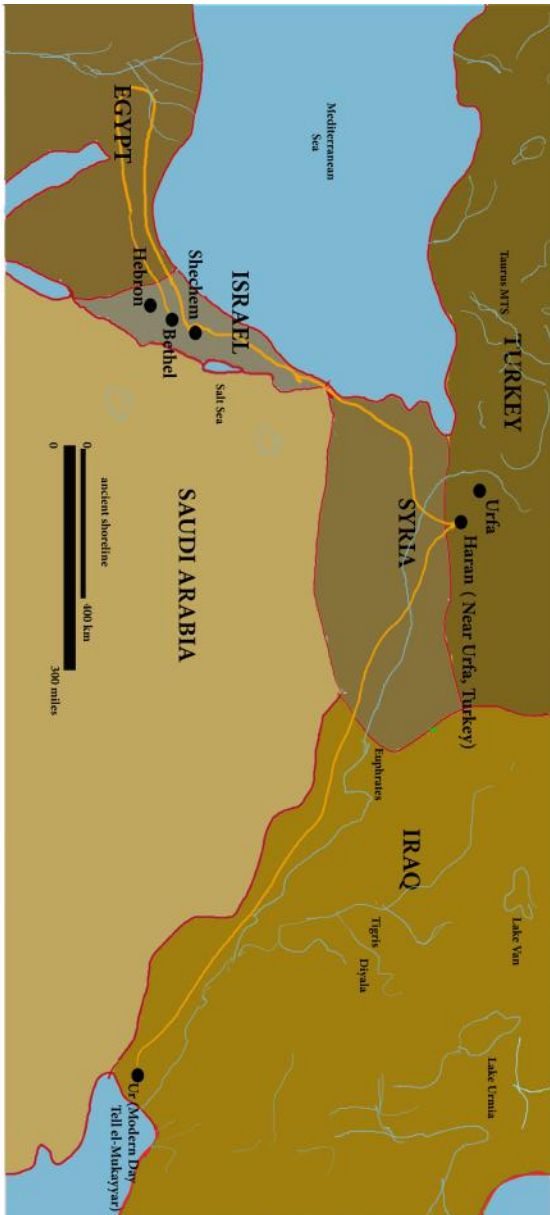 TURKEY
Taurus MTS
Urfa
Haran ( Near Urfa, Turkey)
Lake Van
Lake Urmia
Mediterranean
Sea
SYRIA
Euphrates
IRAQ
Tigris
Diyala
ISRAEL
Shechem
Bethel
Hebron
Salt Sea
EGYPT
SAUDI ARABIA
Ur (Modern Day
Tell el-Mukayyar)
ancient shoreline
0
400 km
0
300 miles